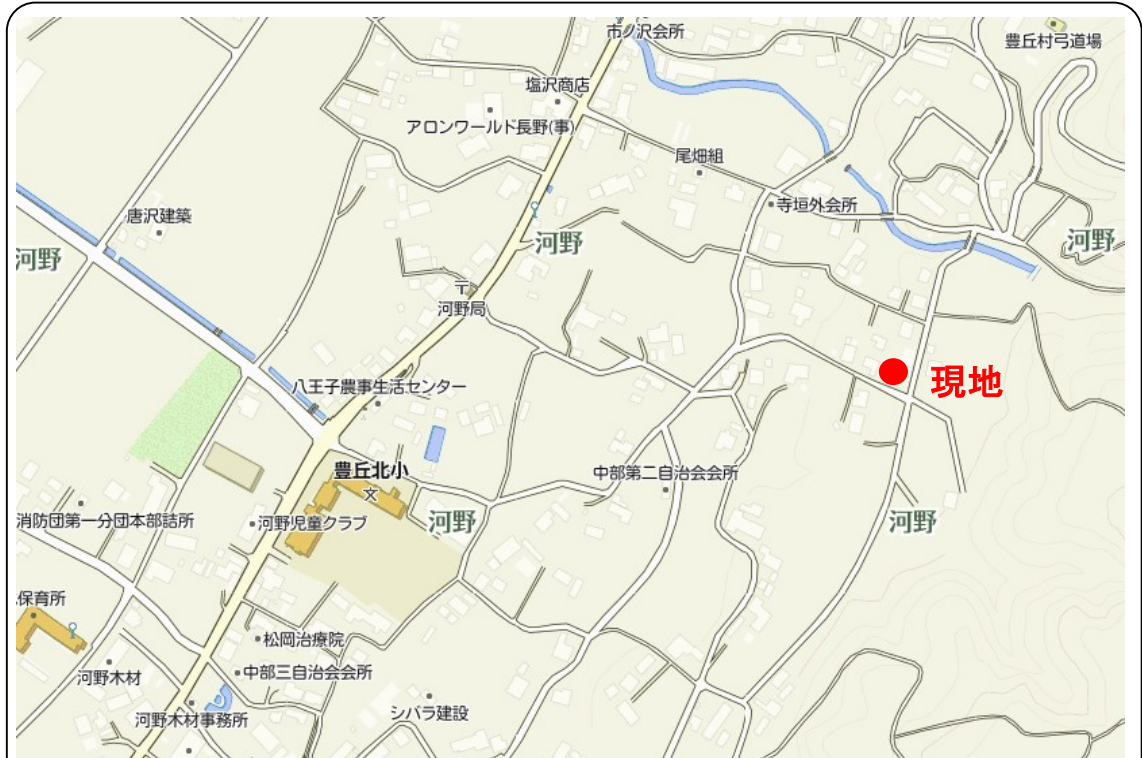 市ノ沢会所
豊丘村弓道場
塩沢商店
アロンワールド長野(事)
尾畑組
唐沢建築
寺垣外会所
河野
河野
河野
〒
河野局
八王子農事生活センター
現地
豊丘北小
文
中部第二自治会会所
消防団第一分団本部詰所
河野児童クラブ
河野
河野
保育所
松岡治療院
河野木材
中部三自治会会所
河野木材事務所
シバラ建設